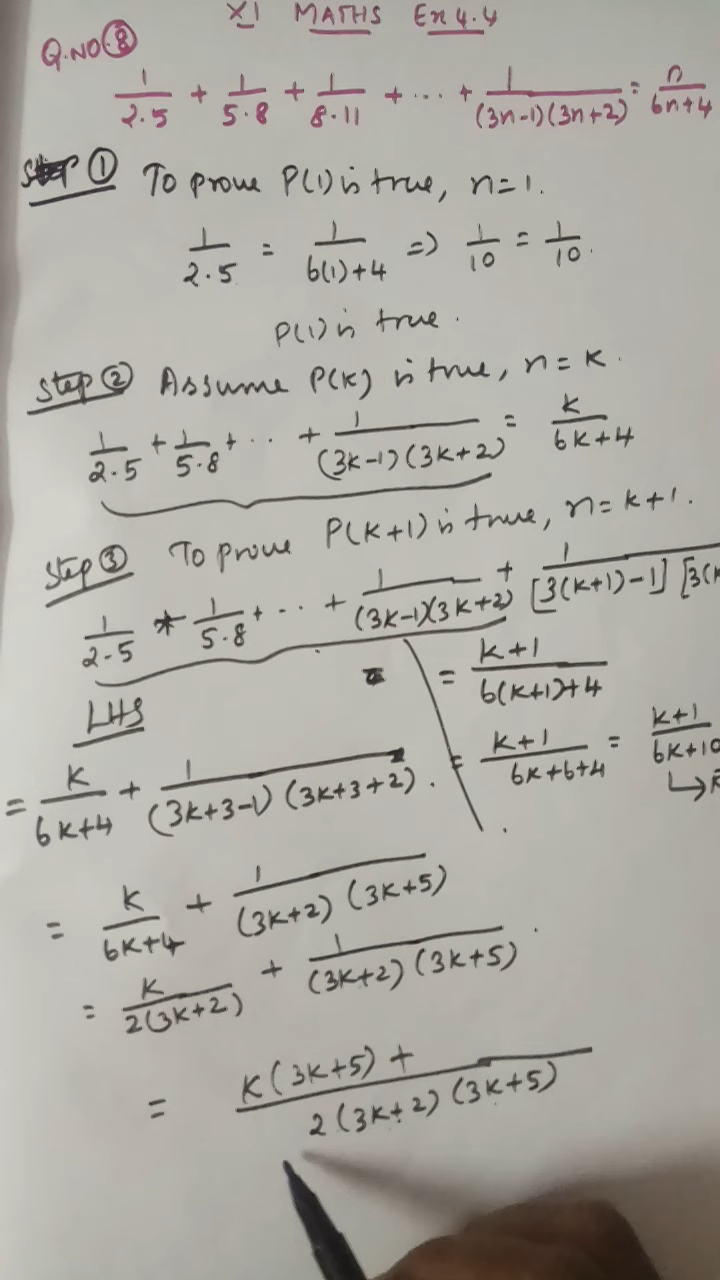 XI MATHS Ex 4.4
Q.NO 8
1/2.5 + 1/5.8 + 1/8.11 + ... + 1/(3n-1)(3n+2) = n/6n+4
Step 1 To prove P(1) is true, n=1.
1/2.5 = 1/6(1)+4 => 1/10 = 1/10.
P(1) is true.
Step 2 Assume P(K) is true, n=K.
1/2.5 + 1/5.8 + .. + 1/(3K-1)(3K+2) = K/6K+4
Step 3 To prove P(K+1) is true, n=K+1.
1/2.5 + 1/5.8 + .. + 1/(3K-1)(3K+2) + 1/[3(K+1)-1] [3(K
= K+1/6(K+1)+4
LHS
= K+1/6K+6+4 = K+1/6K+10
= K/6K+4 + 1/(3K+3-1)(3K+3+2).
= K/6K+4 + 1/(3K+2)(3K+5)
= K/2(3K+2) + 1/(3K+2)(3K+5).
= K(3K+5) + /2(3K+2)(3K+5)